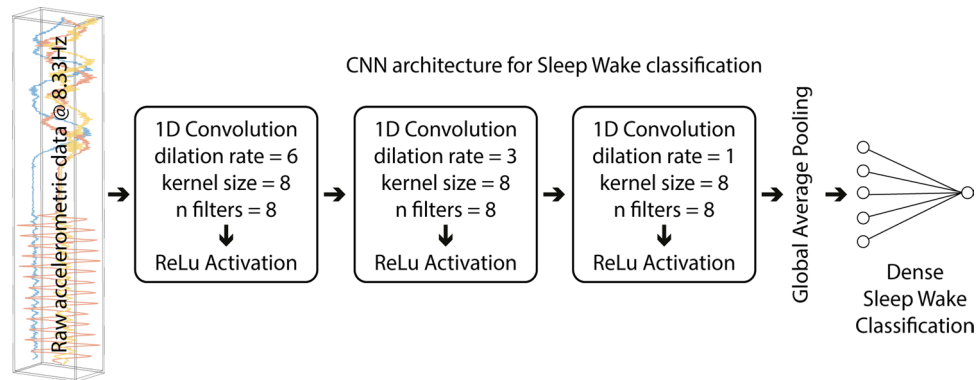 CNN architecture for Sleep Wake classification
Raw accelerometric data @ 8.33Hz
1D Convolution
dilation rate = 6
kernel size = 8
n filters = 8
ReLu Activation
1D Convolution
dilation rate = 3
kernel size = 8
n filters = 8
ReLu Activation
1D Convolution
dilation rate = 1
kernel size = 8
n filters = 8
ReLu Activation
Global Average Pooling
Dense
Sleep Wake
Classification